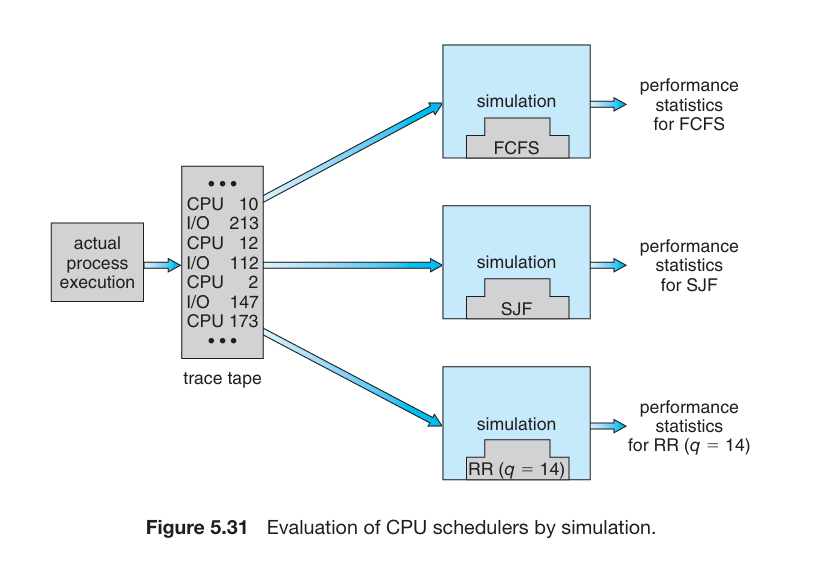 actual
process
execution
• • •
CPU 10
I/O 213
CPU 12
I/O 112
CPU 2
I/O 147
CPU 173
• • •
trace tape
simulation
FCFS
performance
statistics
for FCFS
simulation
SJF
performance
statistics
for SJF
simulation
RR (q = 14)
performance
statistics
for RR (q = 14)
Figure 5.31 Evaluation of CPU schedulers by simulation.